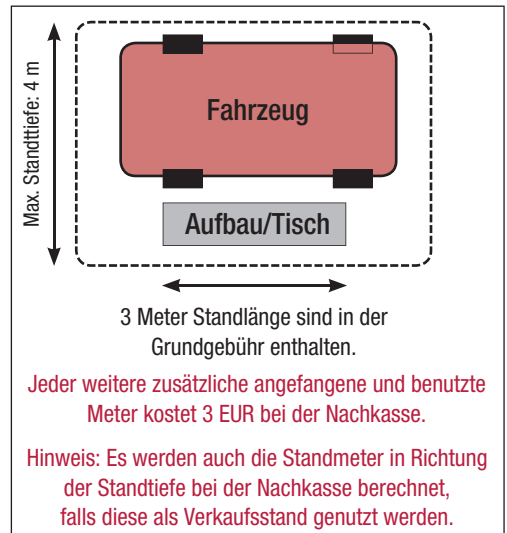 Max. Standttiefe: 4 m
Fahrzeug
Aufbau/Tisch
3 Meter Standlänge sind in der
Grundgebühr enthalten.
Jeder weitere zusätzliche angefangene und benutzte
Meter kostet 3 EUR bei der Nachkasse.
Hinweis: Es werden auch die Standmeter in Richtung
der Standtiefe bei der Nachkasse berechnet,
falls diese als Verkaufsstand genutzt werden.